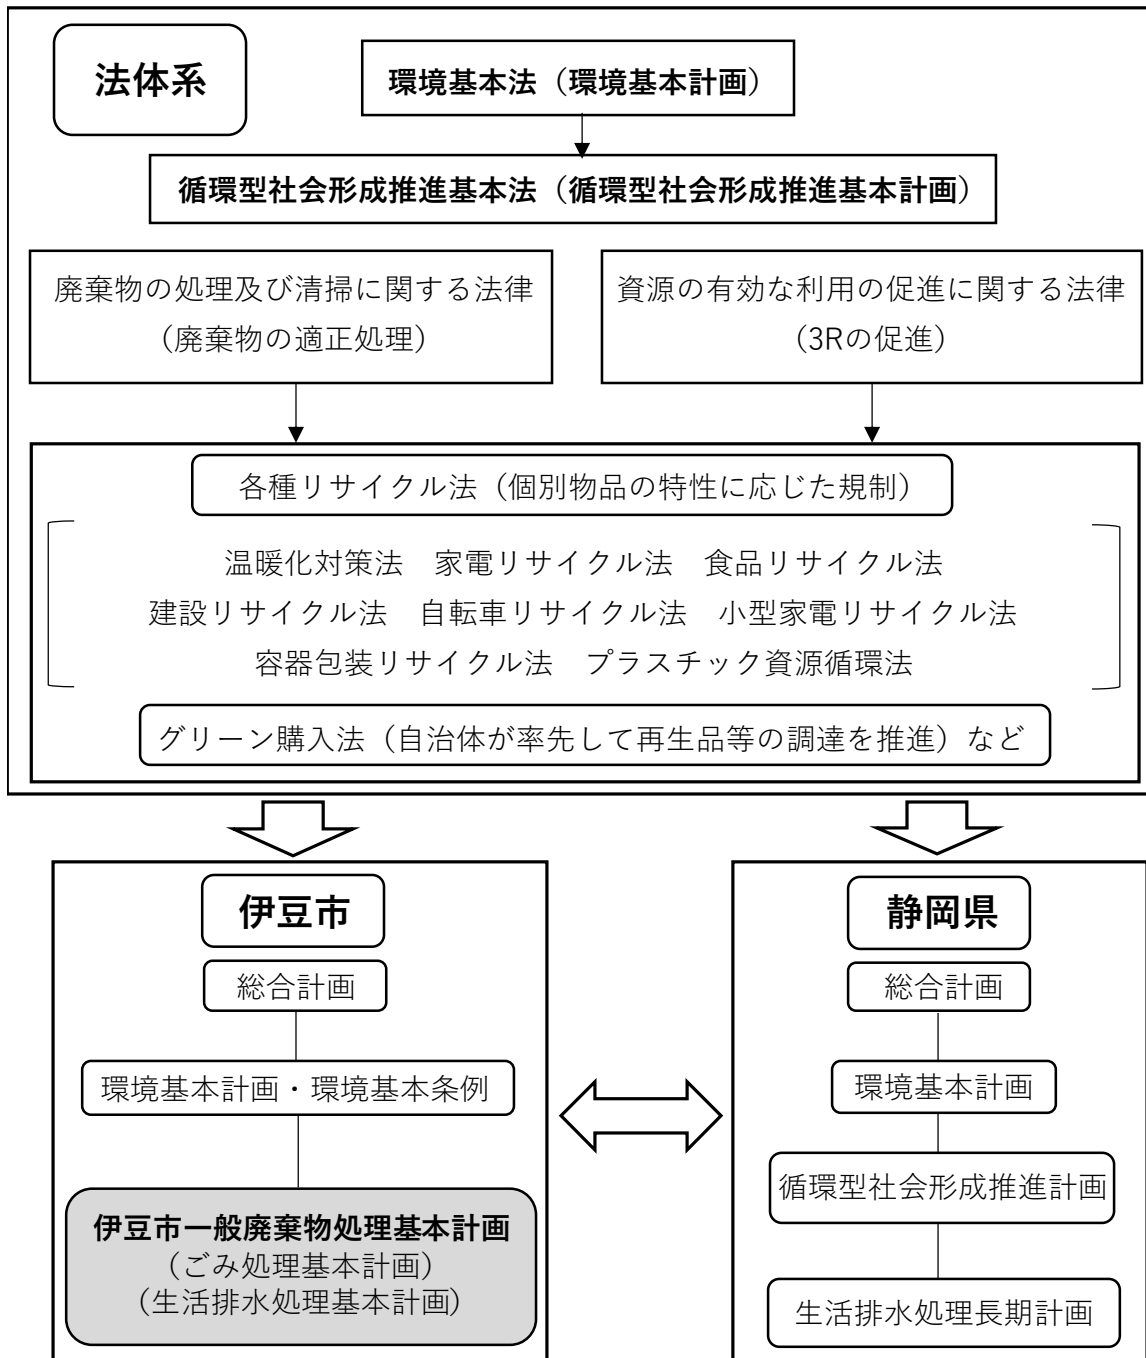 法体系
環境基本法（環境基本計画）
循環型社会形成推進基本法（循環型社会形成推進基本計画）
廃棄物の処理及び清掃に関する法律
（廃棄物の適正処理）
資源の有効な利用の促進に関する法律
（3Rの促進）
各種リサイクル法（個別物品の特性に応じた規制）
温暖化対策法　家電リサイクル法　食品リサイクル法
建設リサイクル法　自転車リサイクル法　小型家電リサイクル法
容器包装リサイクル法　プラスチック資源循環法
グリーン購入法（自治体が率先して再生品等の調達を推進）など
伊豆市
総合計画
環境基本計画・環境基本条例
伊豆市一般廃棄物処理基本計画
（ごみ処理基本計画）
（生活排水処理基本計画）
静岡県
総合計画
環境基本計画
循環型社会形成推進計画
生活排水処理長期計画